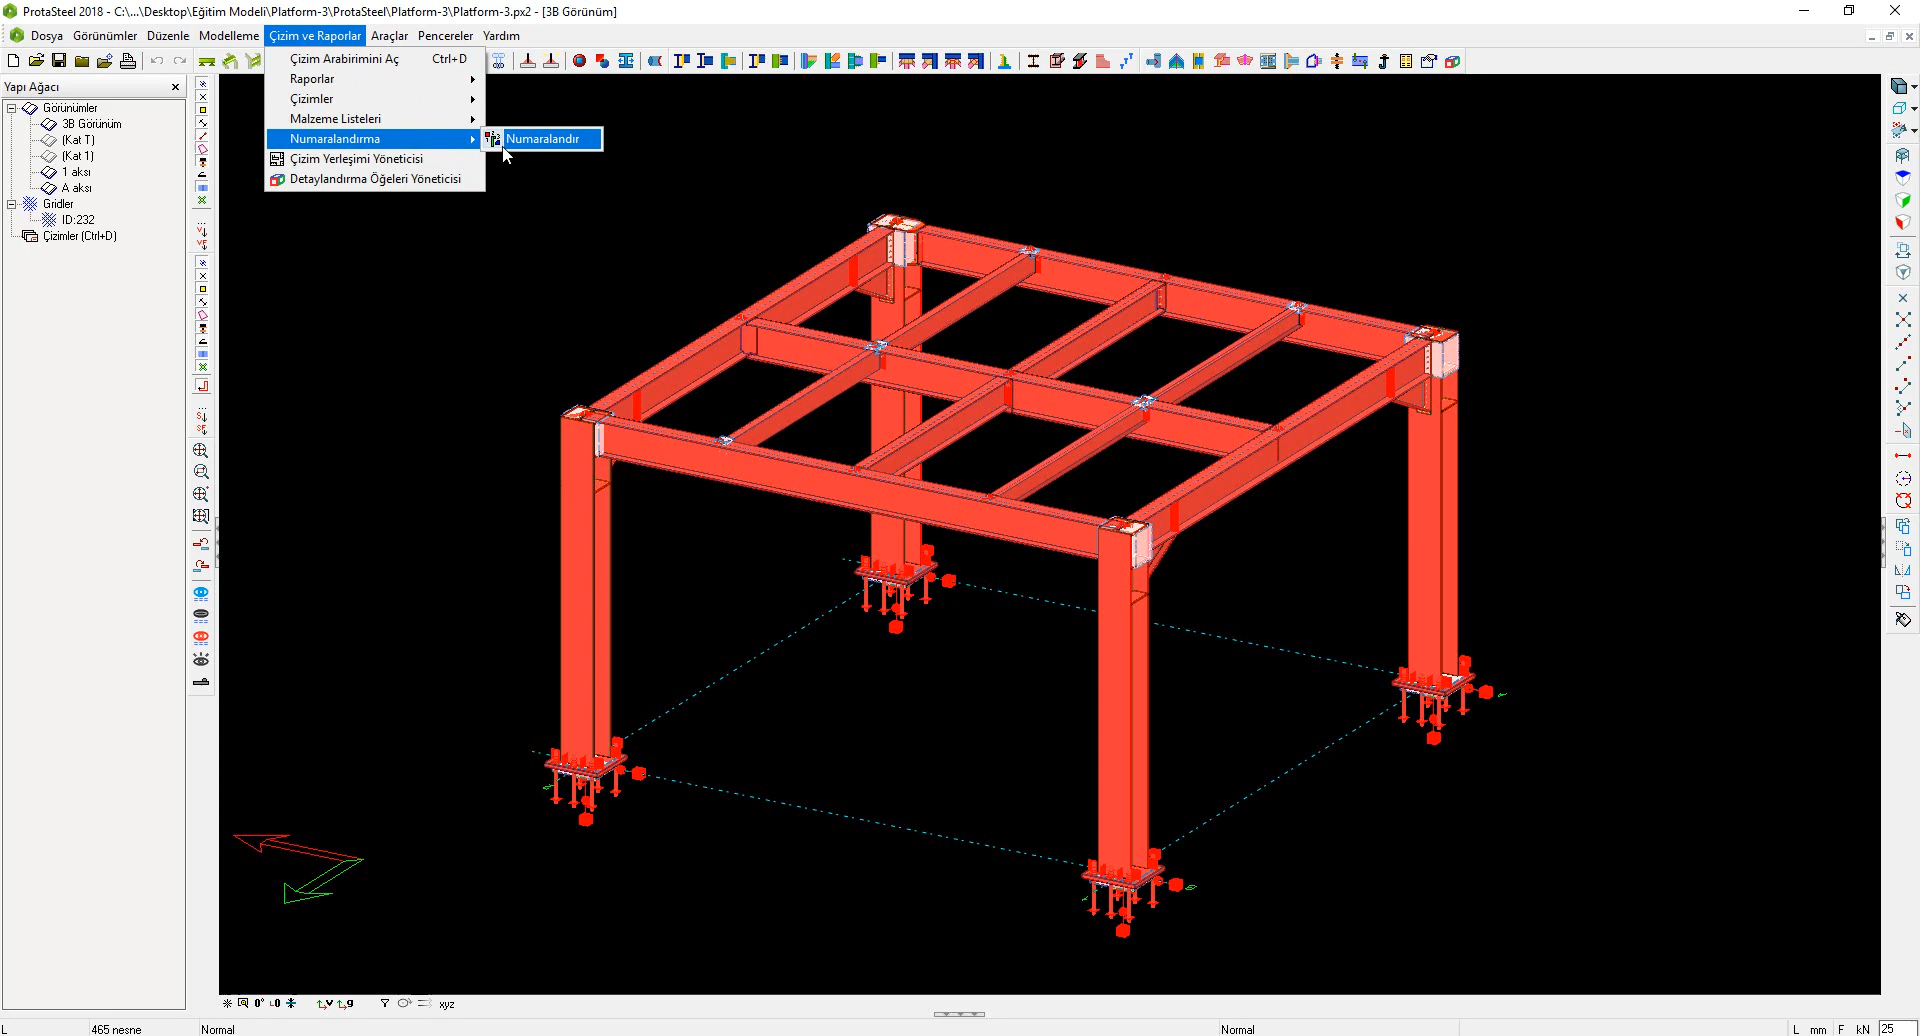 ProtaSteel 2018 - C:\...\Desktop\Eğitim Modeli\Platform-3\ProtaSteel\Platform-3\Platform-3.px2 - [3B Görünüm]
Dosya Görünümler Düzenle Modelleme Çizim ve Raporlar Araçlar Pencereler Yardım
Çizim Arabirimini Aç Ctrl+D
Raporlar
Çizimler
Malzeme Listeleri
Numaralandırma
Numaralandır
Çizim Yerleşimi Yöneticisi
Detaylandırma Öğeleri Yöneticisi
Yapı Ağacı
Görünümler
3B Görünüm
(Kat T)
(Kat 1)
1 aksı
A aksı
Gridler
ID:232
Çizimler (Ctrl+D)
xyz
L 465 nesne Normal Normal L mm F kN 25